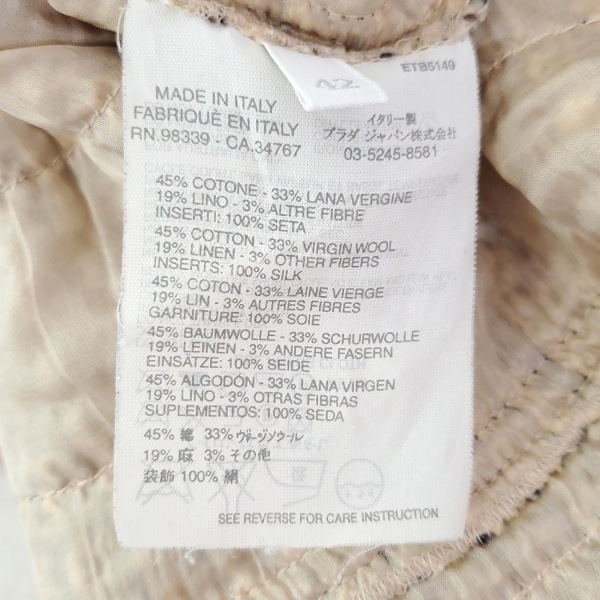 ETB5149
42
MADE IN ITALY
FABRIQUÈ EN ITALY
RN.98339 - CA.34767
イタリー製
プラダ ジャパン株式会社
03-5245-8581
45% COTONE - 33% LANA VERGINE
19% LINO - 3% ALTRE FIBRE
INSERTI: 100% SETA
45% COTTON - 33% VIRGIN WOOL
19% LINEN - 3% OTHER FIBERS
INSERTS: 100% SILK
45% COTON - 33% LAINE VIERGE
19% LIN - 3% AUTRES FIBRES
GARNITURE: 100% SOIE
45% BAUMWOLLE - 33% SCHURWOLLE
19% LEINEN - 3% ANDERE FASERN
EINSÄTZE: 100% SEIDE
45% ALGODÓN - 33% LANA VIRGEN
19% LINO - 3% OTRAS FIBRAS
SUPLEMENTOS: 100% SEDA
45% 綿 33% ヴァージンウール
19% 麻 3% その他
装飾 100% 絹
SEE REVERSE FOR CARE INSTRUCTION